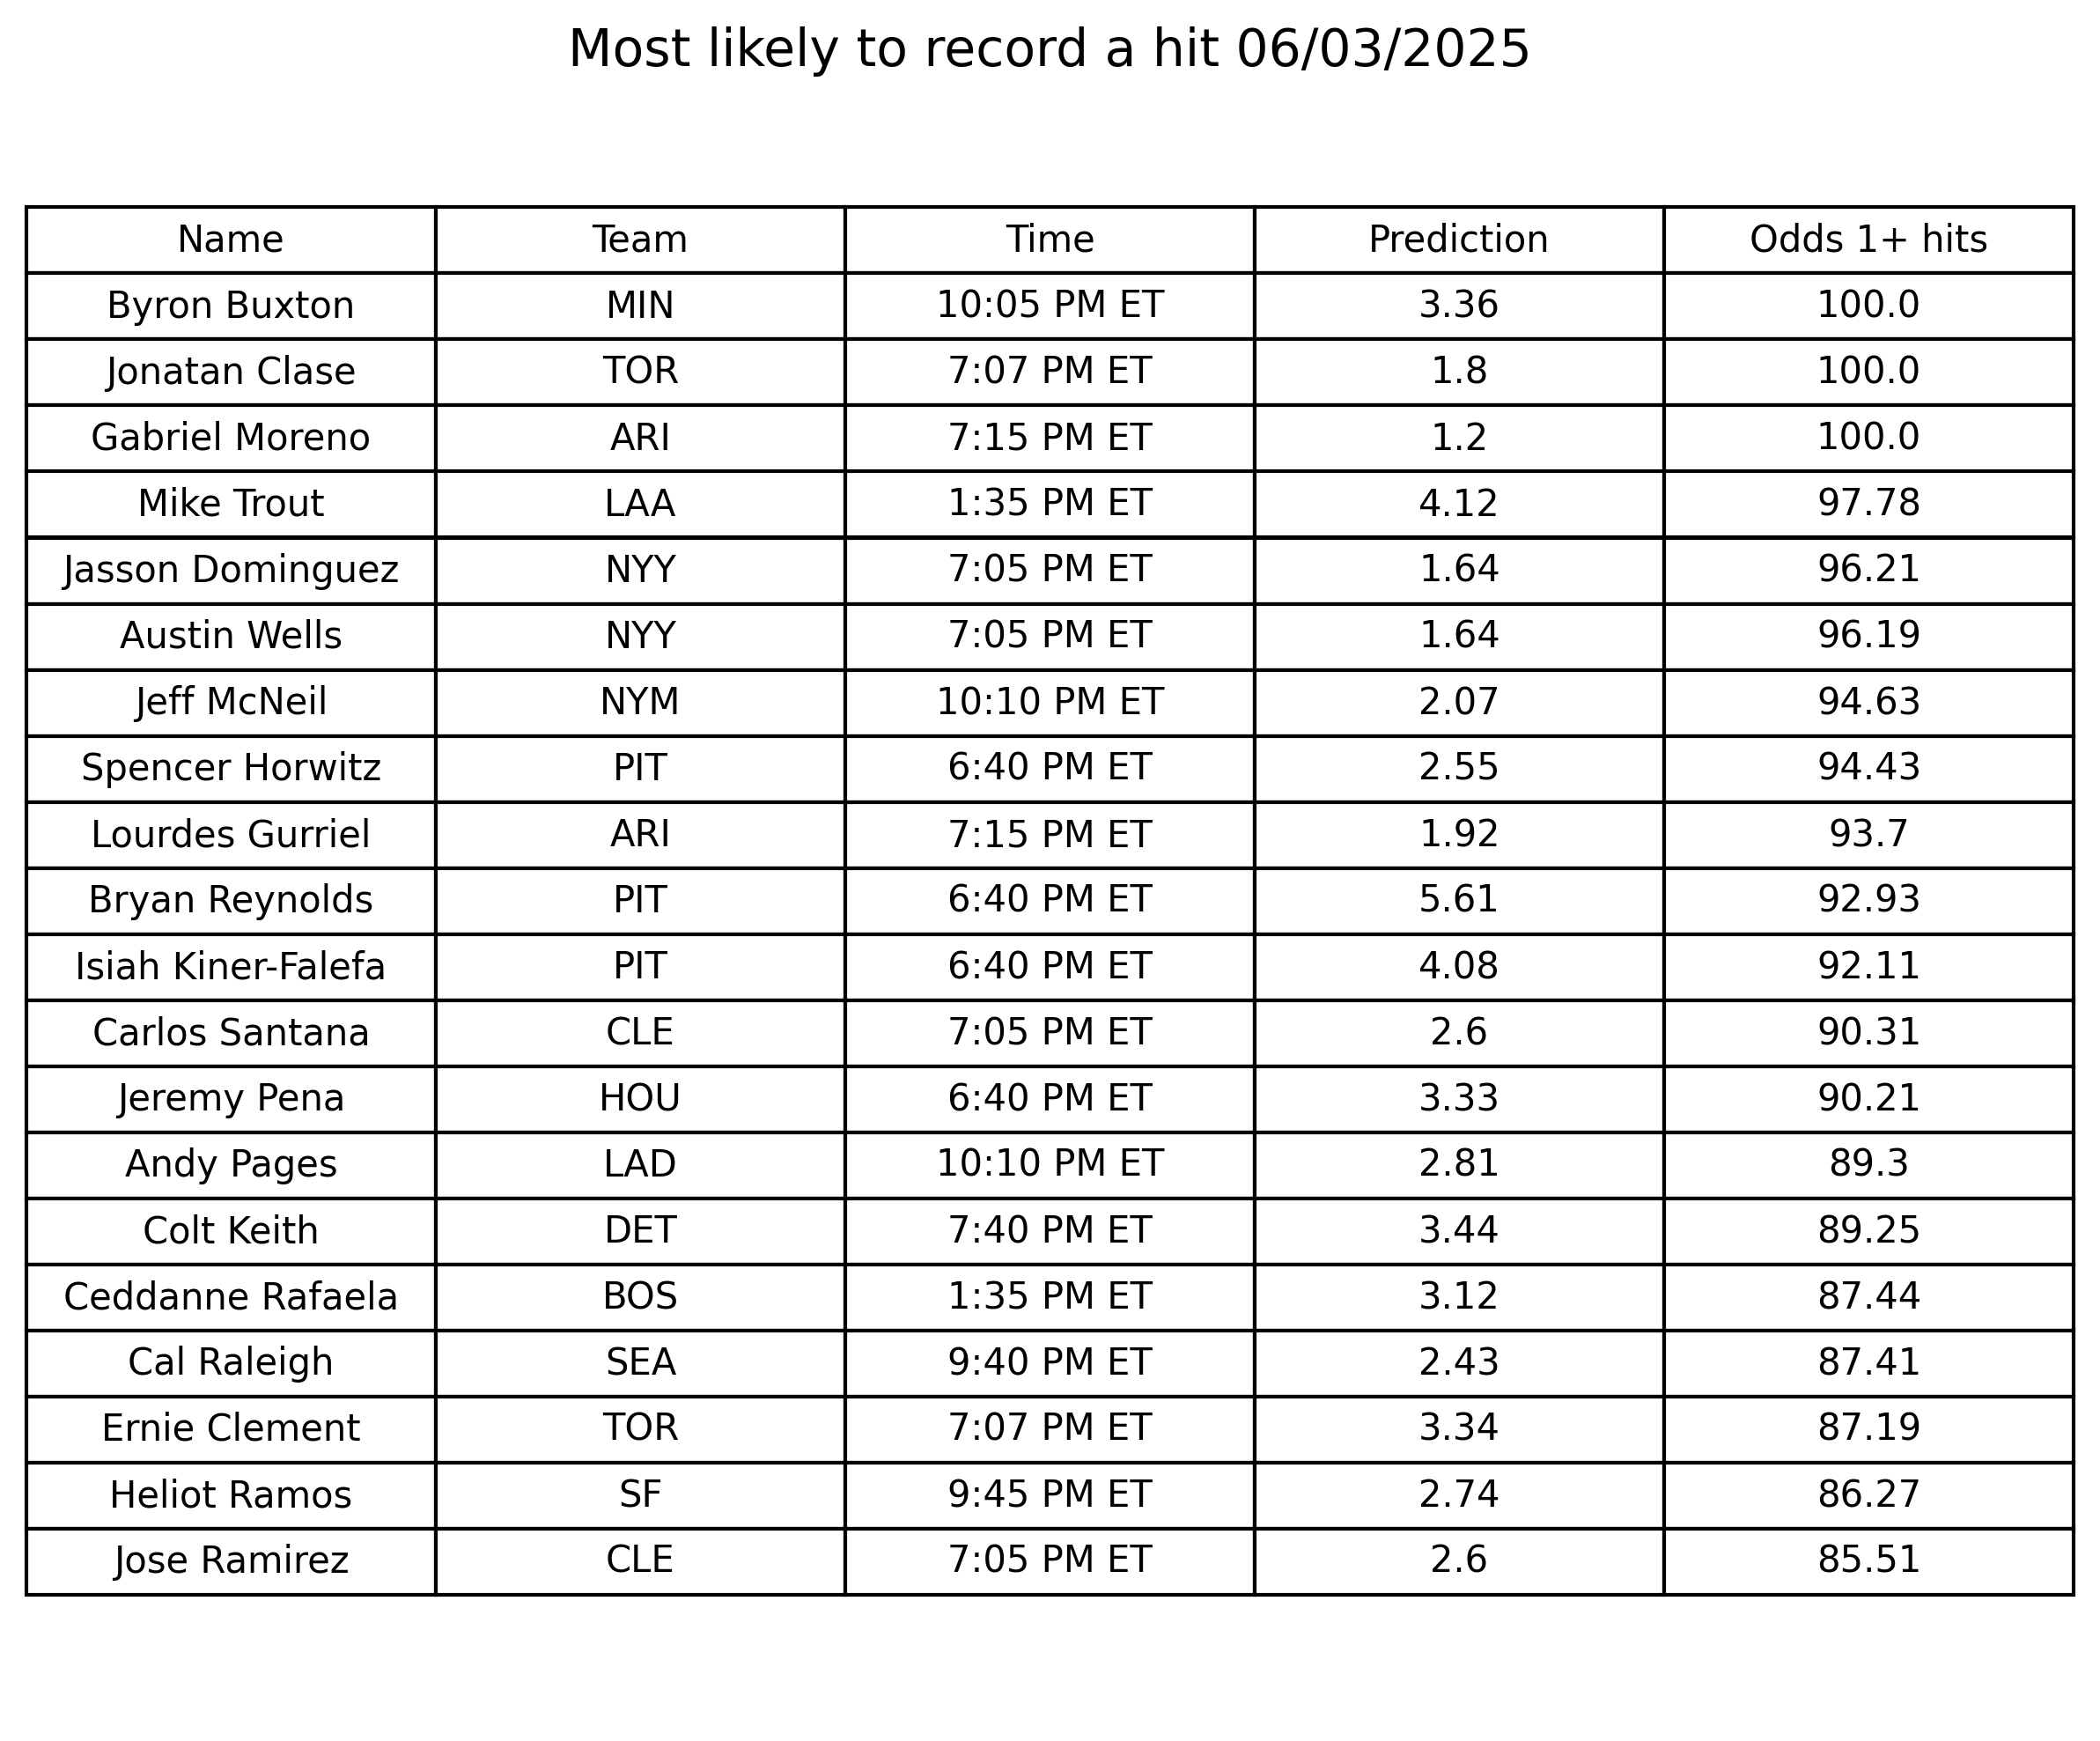 Most likely to record a hit 06/03/2025
Name Team Time Prediction Odds 1+ hits
Byron Buxton MIN 10:05 PM ET 3.36 100.0
Jonatan Clase TOR 7:07 PM ET 1.8 100.0
Gabriel Moreno ARI 7:15 PM ET 1.2 100.0
Mike Trout LAA 1:35 PM ET 4.12 97.78
Jasson Dominguez NYY 7:05 PM ET 1.64 96.21
Austin Wells NYY 7:05 PM ET 1.64 96.19
Jeff McNeil NYM 10:10 PM ET 2.07 94.63
Spencer Horwitz PIT 6:40 PM ET 2.55 94.43
Lourdes Gurriel ARI 7:15 PM ET 1.92 93.7
Bryan Reynolds PIT 6:40 PM ET 5.61 92.93
Isiah Kiner-Falefa PIT 6:40 PM ET 4.08 92.11
Carlos Santana CLE 7:05 PM ET 2.6 90.31
Jeremy Pena HOU 6:40 PM ET 3.33 90.21
Andy Pages LAD 10:10 PM ET 2.81 89.3
Colt Keith DET 7:40 PM ET 3.44 89.25
Ceddanne Rafaela BOS 1:35 PM ET 3.12 87.44
Cal Raleigh SEA 9:40 PM ET 2.43 87.41
Ernie Clement TOR 7:07 PM ET 3.34 87.19
Heliot Ramos SF 9:45 PM ET 2.74 86.27
Jose Ramirez CLE 7:05 PM ET 2.6 85.51